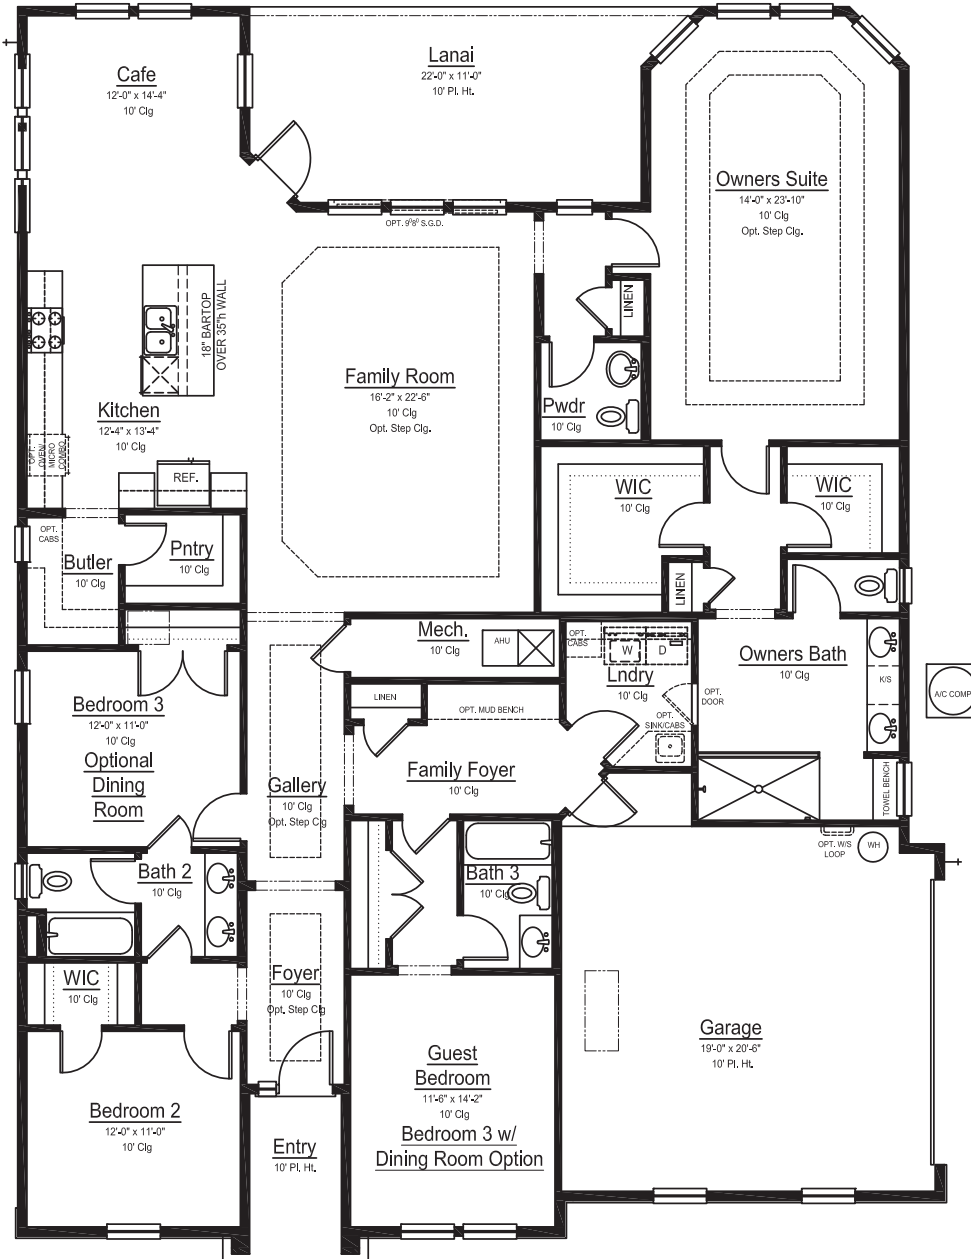 Cafe
12'-0" x 14'-4"
10' Clg
Lanai
22'-0" x 11'-0"
10' Pl. Ht.
Owners Suite
14'-0" x 23'-10"
10' Clg
Opt. Step Clg.
OPT. 9⁰8⁰ S.G.D.
LINEN
18" BARTOP
OVER 35"h WALL
Family Room
16'-2" x 22'-6"
10' Clg
Opt. Step Clg.
Kitchen
12'-4" x 13'-4"
10' Clg
OPT.
OVEN/
MICRO
COMBO
REF.
Pwdr
10' Clg
WIC
10' Clg
WIC
10' Clg
OPT.
CABS
Butler
10' Clg
Pntry
10' Clg
LINEN
Mech.
10' Clg
AHU
OPT.
CABS
W
D
Lndry
10' Clg
OPT.
SINK/CABS
OPT.
DOOR
Owners Bath
10' Clg
K/S
A/C COMP
TOWEL BENCH
Bedroom 3
12'-0" x 11'-0"
10' Clg
Optional
Dining
Room
LINEN
OPT. MUD BENCH
Gallery
10' Clg
Opt. Step Clg
Family Foyer
10' Clg
OPT. W/S
LOOP
WH
Bath 2
10' Clg
Bath 3
10' Clg
WIC
10' Clg
Foyer
10' Clg
Opt. Step Clg
Garage
19'-0" x 20'-6"
10' Pl. Ht.
Guest
Bedroom
11'-6" x 14'-2"
10' Clg
Bedroom 3 w/
Dining Room Option
Bedroom 2
12'-0" x 11'-0"
10' Clg
Entry
10' Pl. Ht.